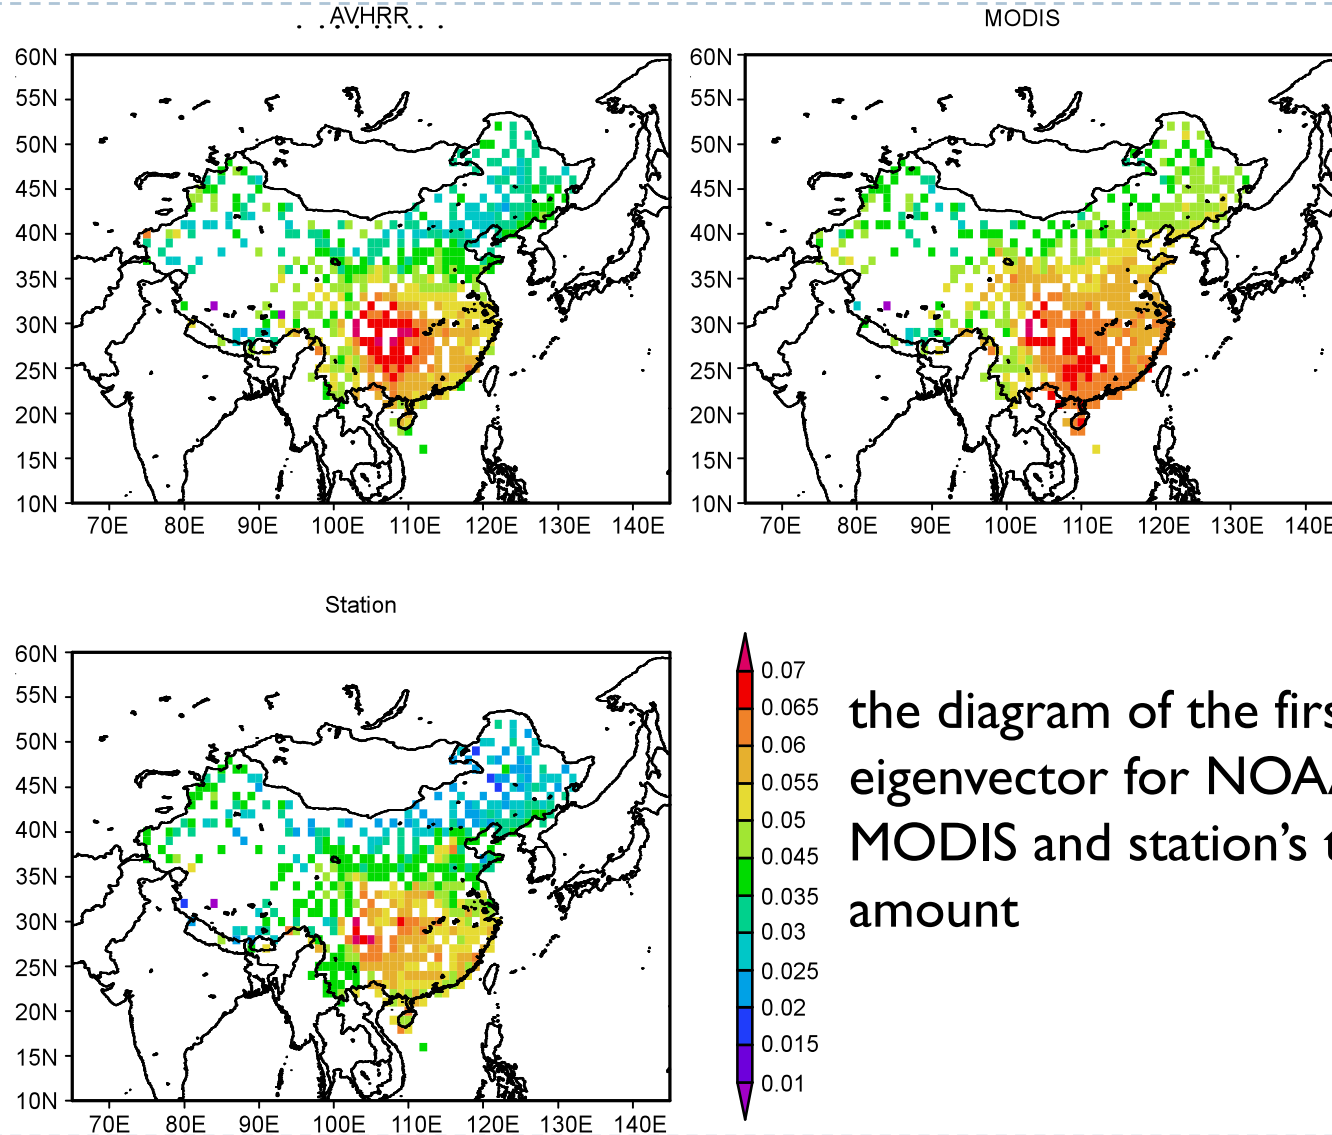 AVHRR
MODIS
60N
55N
50N
45N
40N
35N
30N
25N
20N
15N
10N
70E 80E 90E 100E 110E 120E 130E 140E
60N
55N
50N
45N
40N
35N
30N
25N
20N
15N
10N
70E 80E 90E 100E 110E 120E 130E 140E
Station
60N
55N
50N
45N
40N
35N
30N
25N
20N
15N
10N
70E 80E 90E 100E 110E 120E 130E 140E
0.07
0.065
0.06
0.055
0.05
0.045
0.035
0.03
0.025
0.02
0.015
0.01
the diagram of the
eigenvector for
MODIS and station's
amount